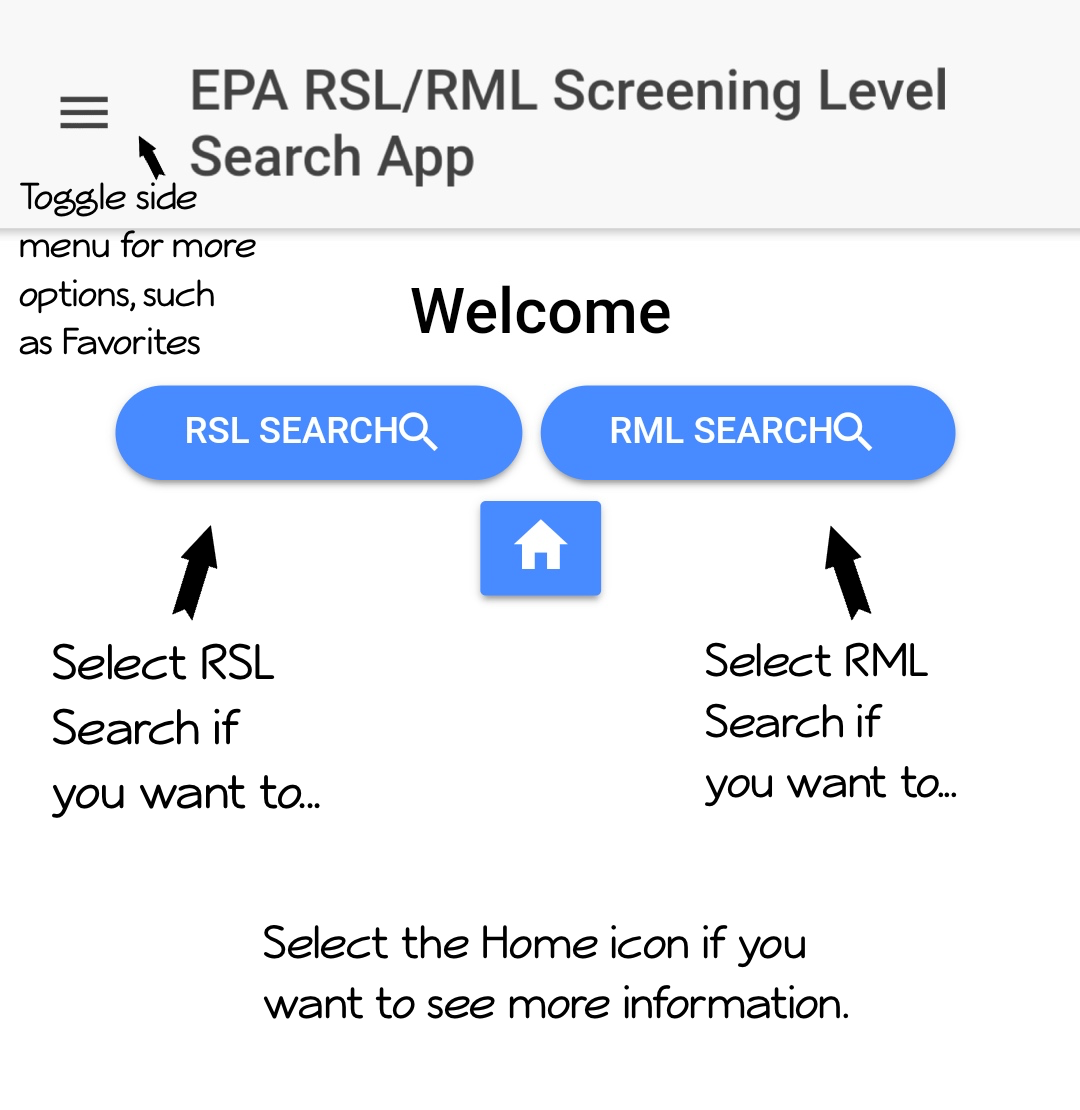 EPA RSL/RML Screening Level
Search App
Toggle side
menu for more
options, such
as Favorites
Welcome
RSL SEARCH
RML SEARCH
Select RSL
Search if
you want to...
Select RML
Search if
you want to...
Select the Home icon if you
want to see more information.